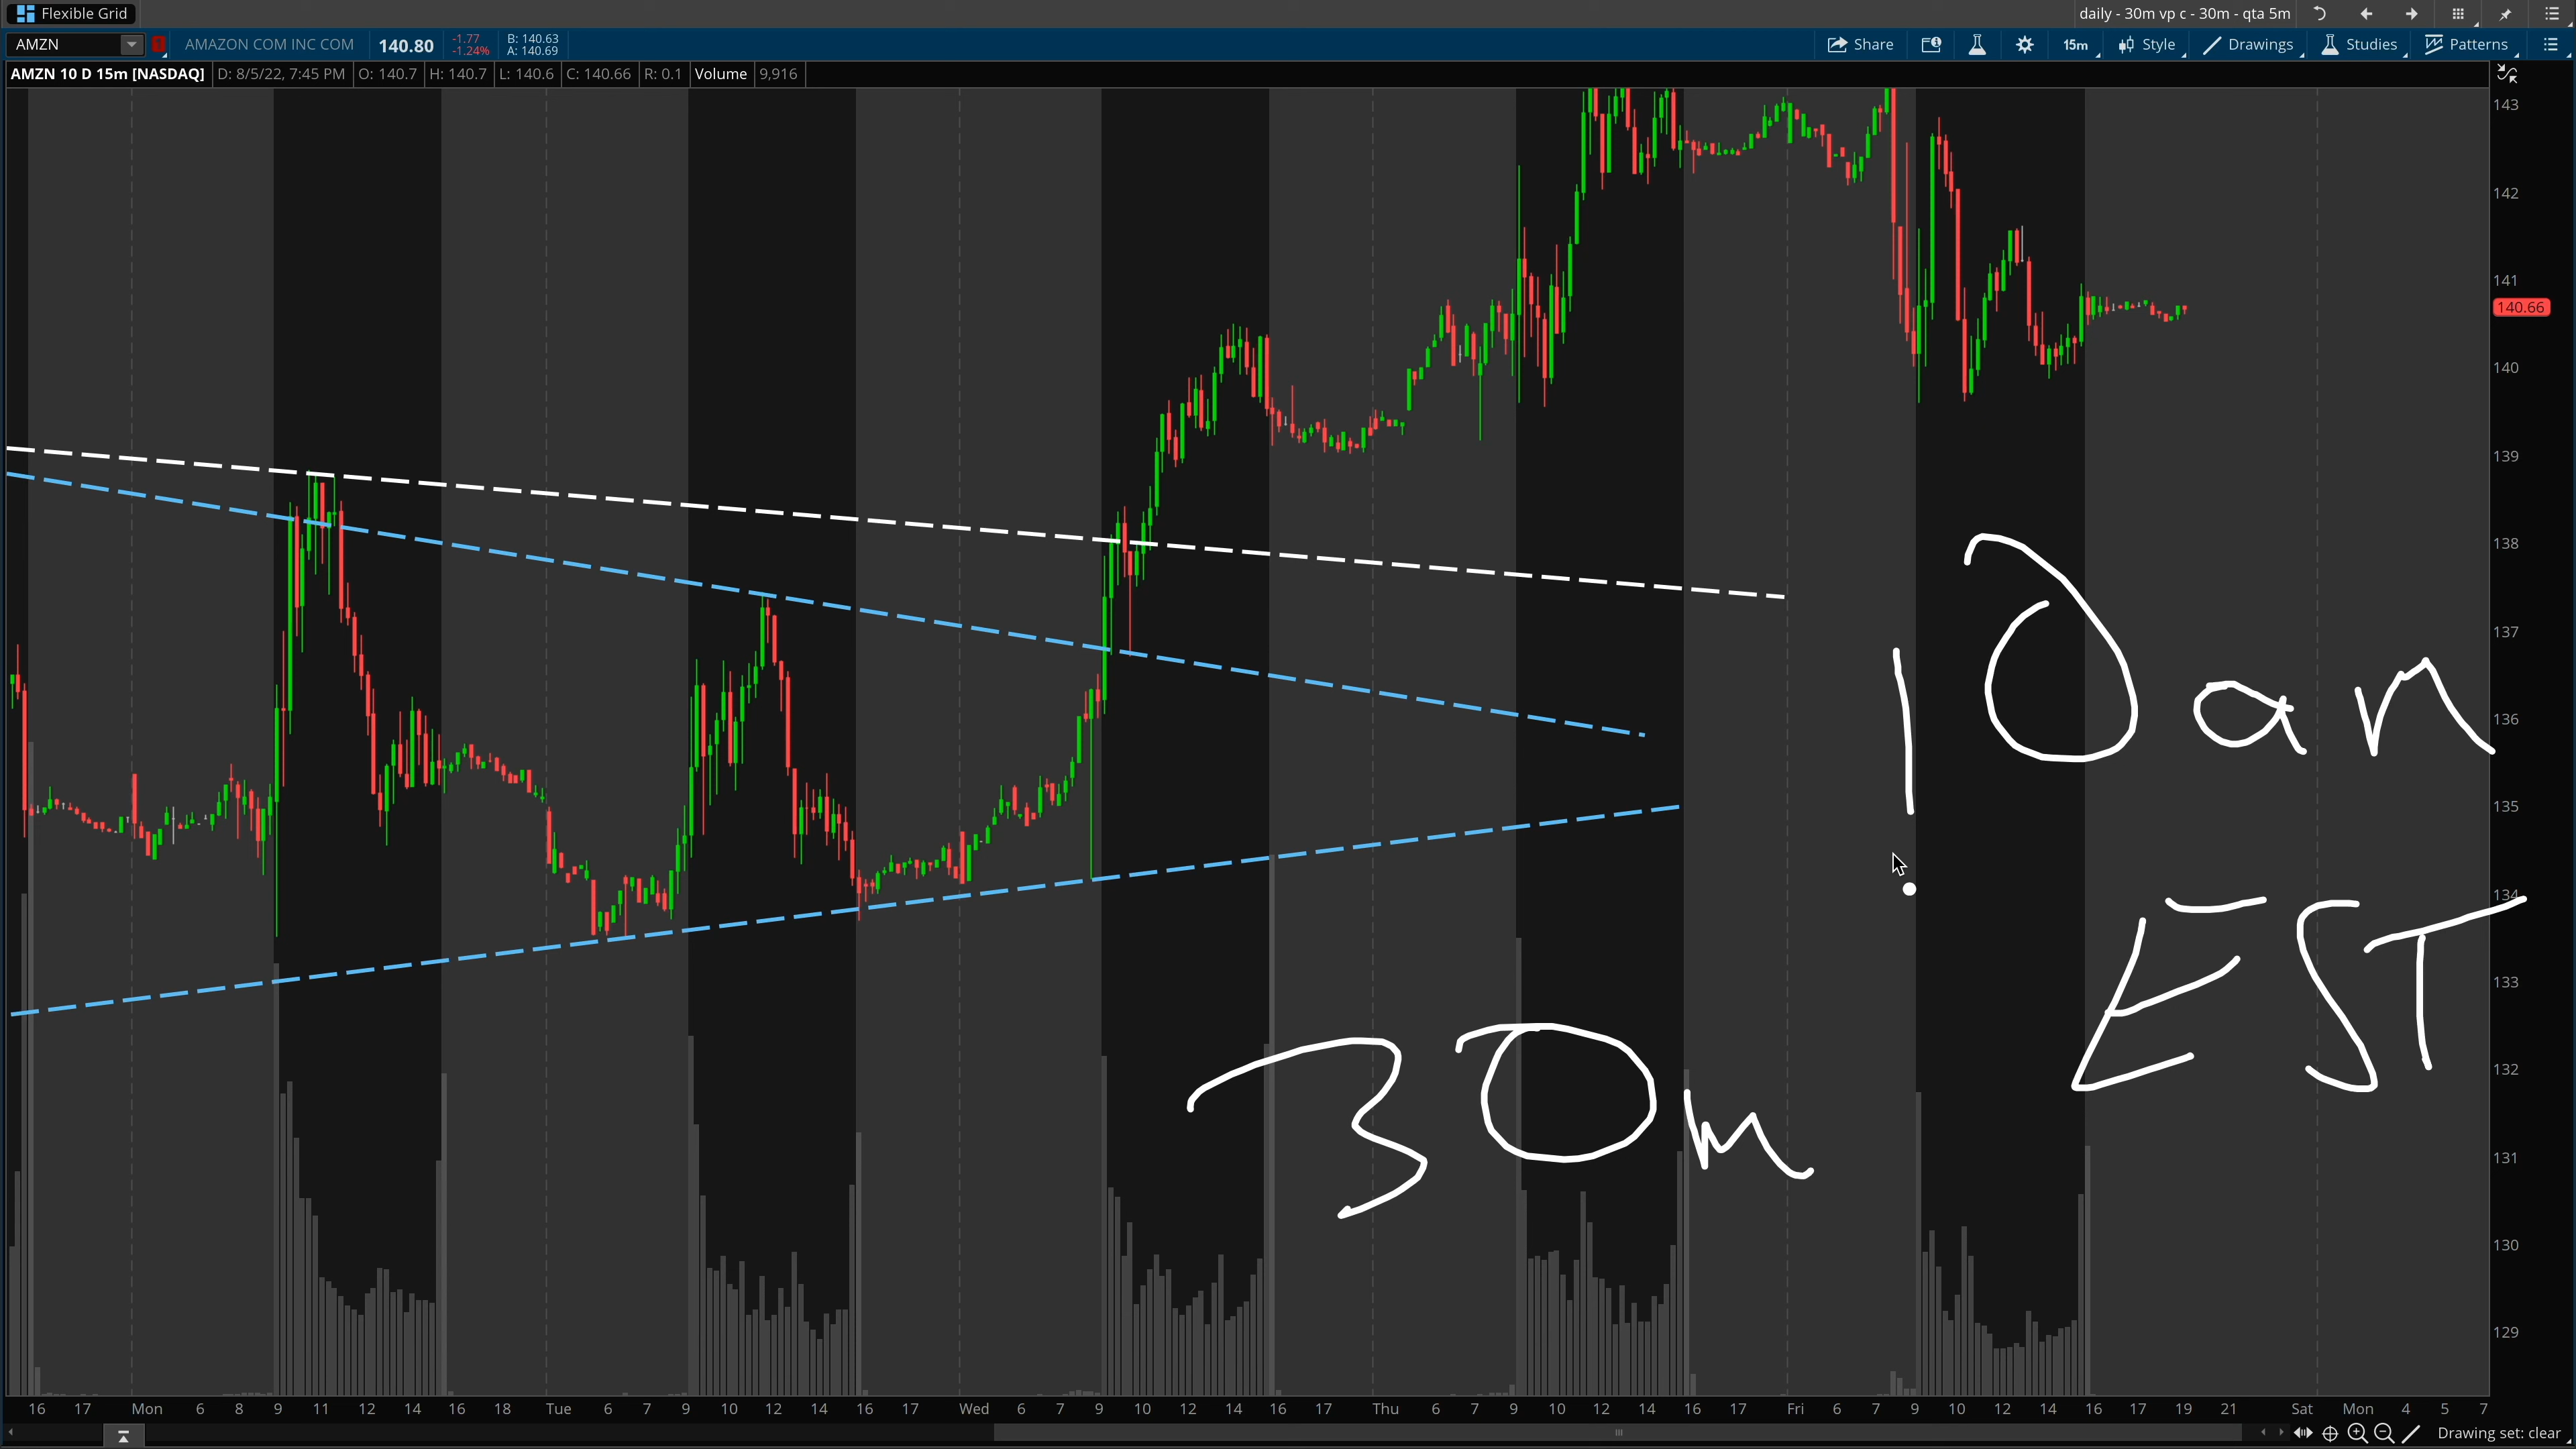 Flexible Grid daily - 30m vp c - 30m - qta 5m
AMZN 1 AMAZON COM INC COM 140.80 -1.77 -1.24% B: 140.63 A: 140.69 Share 15m Style Drawings Studies Patterns
AMZN 10 D 15m [NASDAQ] D: 8/5/22, 7:45 PM O: 140.7 H: 140.7 L: 140.6 C: 140.66 R: 0.1 Volume 9,916
143
142
141
140.66
140
139
138
137
136
135
134
133
132
131
130
129
10am
EST
30m
16 17 Mon 6 8 9 11 12 14 16 18 Tue 6 7 9 10 12 14 16 17 Wed 6 7 9 10 12 14 16 17 Thu 6 7 9 10 12 14 16 17 Fri 6 7 9 10 12 14 16 17 19 21 Sat Mon 4 5 7
Drawing set: clear